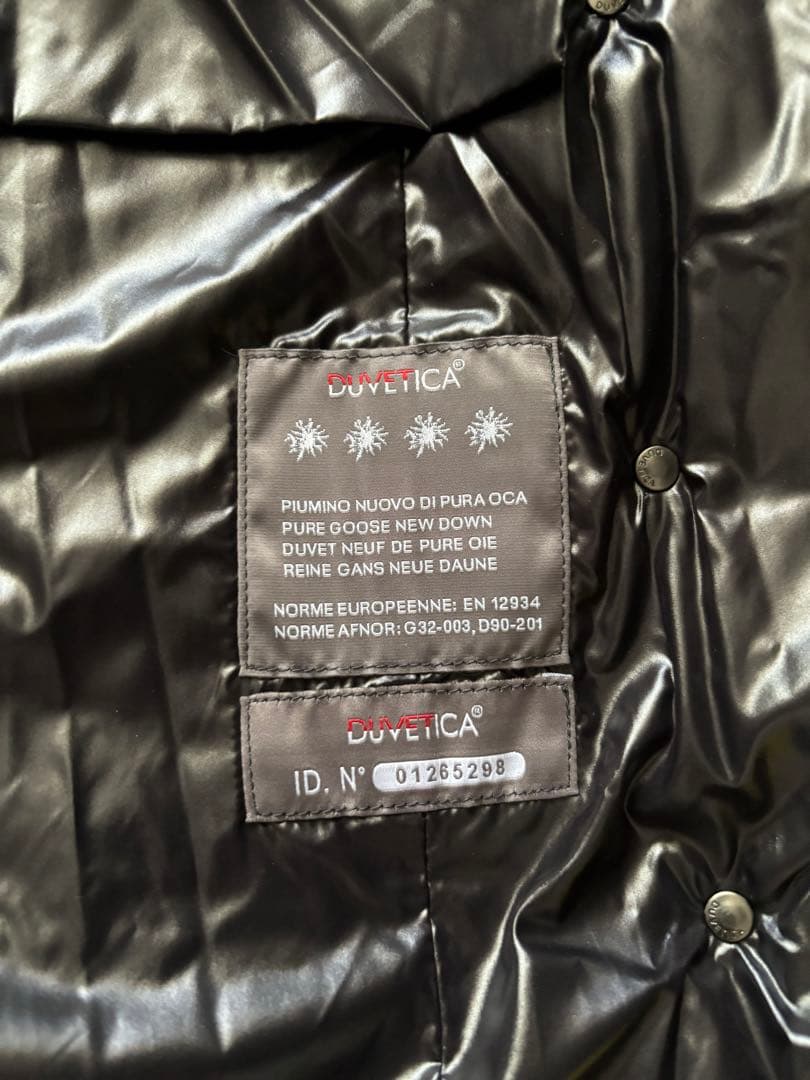 DUVETICA®
PIUMINO NUOVO DI PURA OCA
PURE GOOSE NEW DOWN
DUVET NEUF DE PURE OIE
REINE GANS NEUE DAUNE
NORME EUROPEENNE: EN 12934
NORME AFNOR: G32-003, D90-201
DUVETICA®
ID. N° 01265298